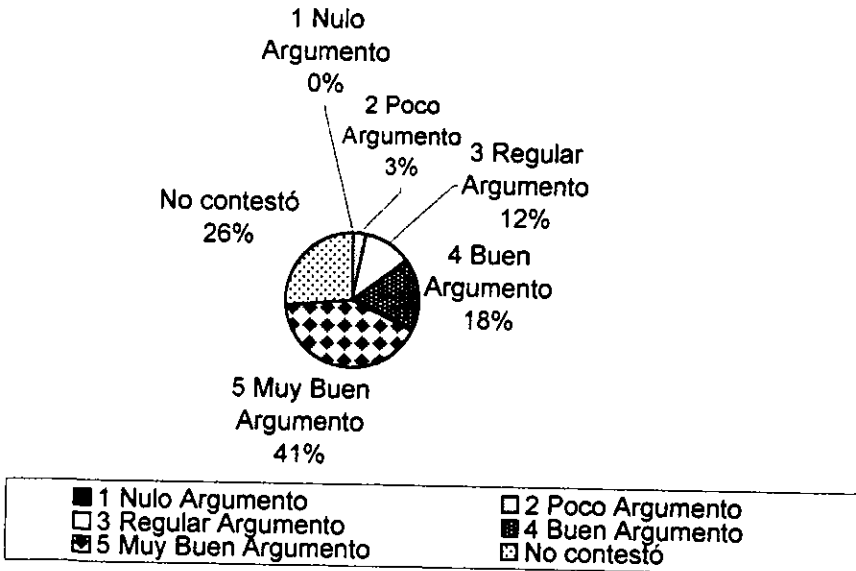 1 Nulo
Argumento
0%
2 Poco
Argumento
3%
3 Regular
Argumento
12%
No contestó
26%
4 Buen
Argumento
18%
5 Muy Buen
Argumento
41%
1 Nulo Argumento
2 Poco Argumento
3 Regular Argumento
4 Buen Argumento
5 Muy Buen Argumento
No contestó